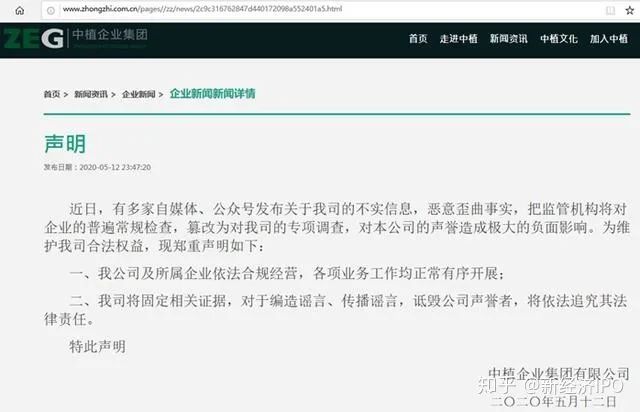 www.zhongzhi.com.cn/pages//zz/news/2c9c316762847d440172098a552401a5.html
ZEG 中植企业集团
首页 走进中植 新闻资讯 中植文化 加入中植
首页 > 新闻资讯 > 企业新闻 > 企业新闻新闻详情
声明
发布日期：2020-05-12 23:47:20
近日，有多家自媒体、公众号发布关于我司的不实信息，恶意歪曲事实，把监管机构将对
企业的普遍常规检查，篡改为对我司的专项调查，对本公司的声誉造成极大的负面影响。为维
护我司合法权益，现郑重声明如下：
一、我公司及所属企业依法合规经营，各项业务工作均正常有序开展；
二、我司将固定相关证据，对于编造谣言、传播谣言，诋毁公司声誉者，将依法追究其法
律责任。
特此声明
中植企业集团有限公司
知乎 @新经济IPO
二〇二〇年五月十二日